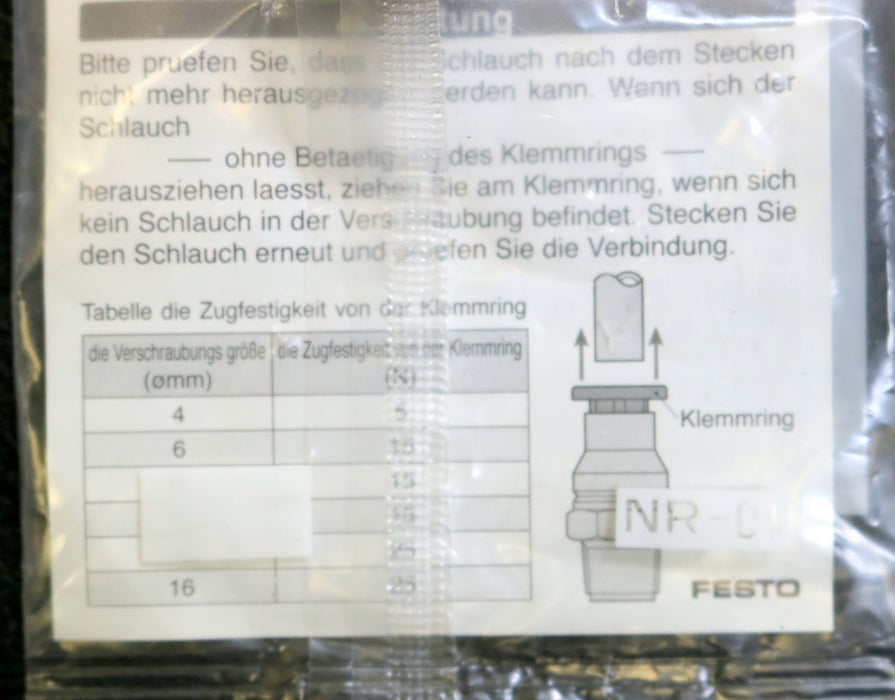 tung
Bitte pruefen Sie, dass Schlauch nach dem Stecken
nicht mehr herausgezogen werden kann. Wenn sich der
Schlauch
— ohne Betaetigung des Klemmrings —
herausziehen laesst, ziehen Sie am Klemmring, wenn sich
kein Schlauch in der Verschraubung befindet. Stecken Sie
den Schlauch erneut und pruefen Sie die Verbindung.
Tabelle die Zugfestigkeit von der Klemmring
die Verschraubungs größe die Zugfestigkeit von der Klemmring
(ømm) (N)
4 5
6 15
15
15
25
16 25
Klemmring
NR-01
FESTO